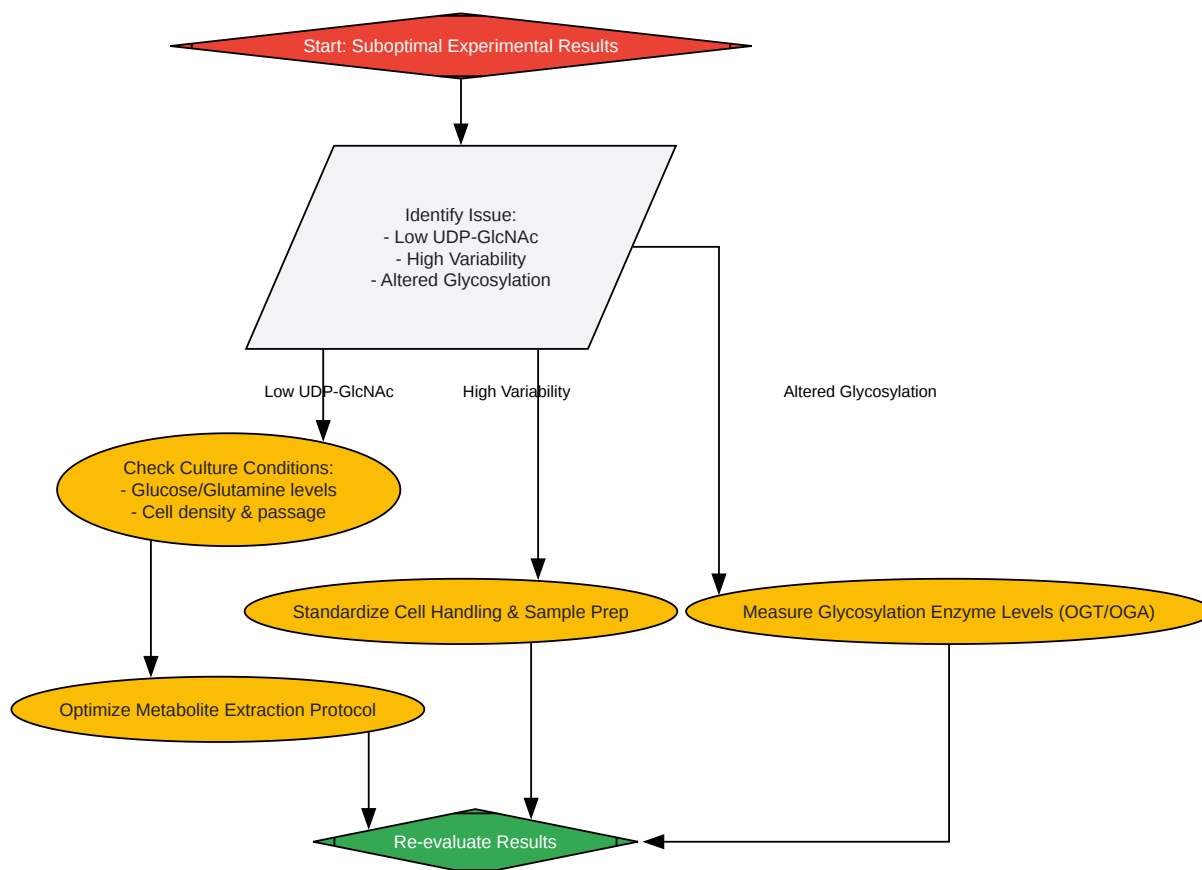 Start: Suboptimal Experimental Results
Identify Issue:
- Low UDP-GlcNAc
- High Variability
- Altered Glycosylation
Low UDP-GlcNAc
High Variability
Altered Glycosylation
Check Culture Conditions:
- Glucose/Glutamine levels
- Cell density & passage
Standardize Cell Handling & Sample Prep
Measure Glycosylation Enzyme Levels (OGT/OGA)
Optimize Metabolite Extraction Protocol
Re-evaluate Results